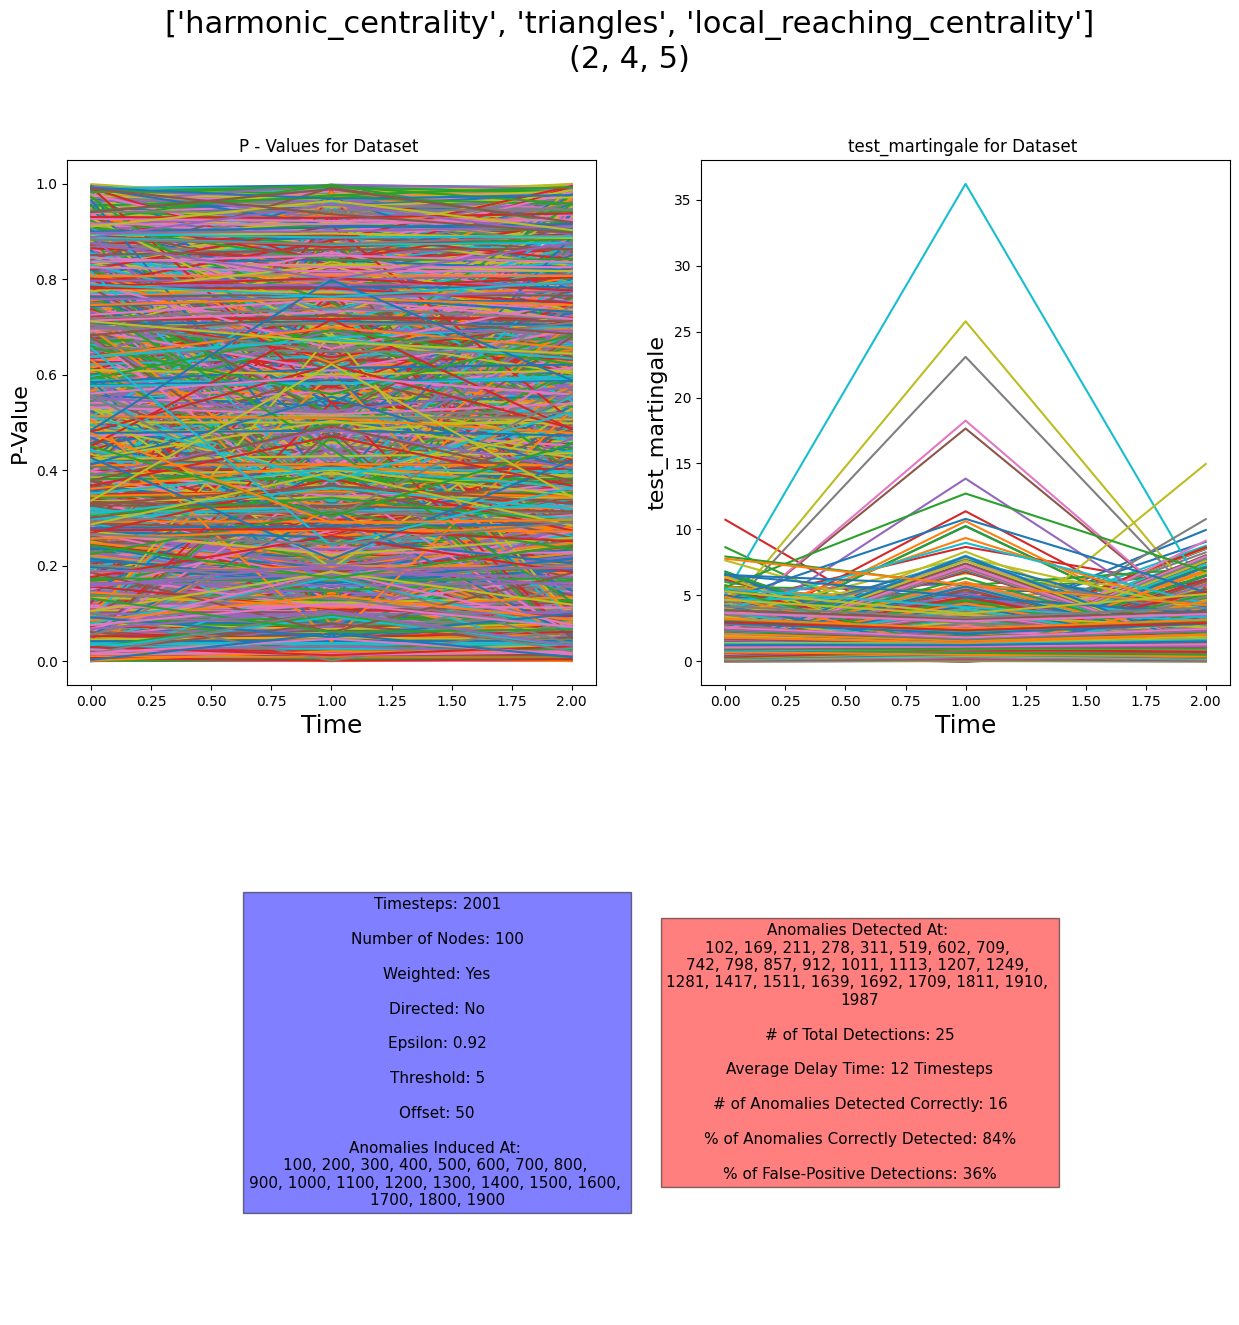 ['harmonic_centrality', 'triangles', 'local_reaching_centrality']
(2, 4, 5)
P - Values for Dataset
P-Value
1.0
0.8
0.6
0.4
0.2
0.0
0.00 0.25 0.50 0.75 1.00 1.25 1.50 1.75 2.00
Time
test_martingale for Dataset
test_martingale
35
30
25
20
15
10
5
0
0.00 0.25 0.50 0.75 1.00 1.25 1.50 1.75 2.00
Time
Timesteps: 2001
Number of Nodes: 100
Weighted: Yes
Directed: No
Epsilon: 0.92
Threshold: 5
Offset: 50
Anomalies Induced At:
100, 200, 300, 400, 500, 600, 700, 800,
900, 1000, 1100, 1200, 1300, 1400, 1500, 1600,
1700, 1800, 1900
Anomalies Detected At:
102, 169, 211, 278, 311, 519, 602, 709,
742, 798, 857, 912, 1011, 1113, 1207, 1249,
1281, 1417, 1511, 1639, 1692, 1709, 1811, 1910,
1987
# of Total Detections: 25
Average Delay Time: 12 Timesteps
# of Anomalies Detected Correctly: 16
% of Anomalies Correctly Detected: 84%
% of False-Positive Detections: 36%